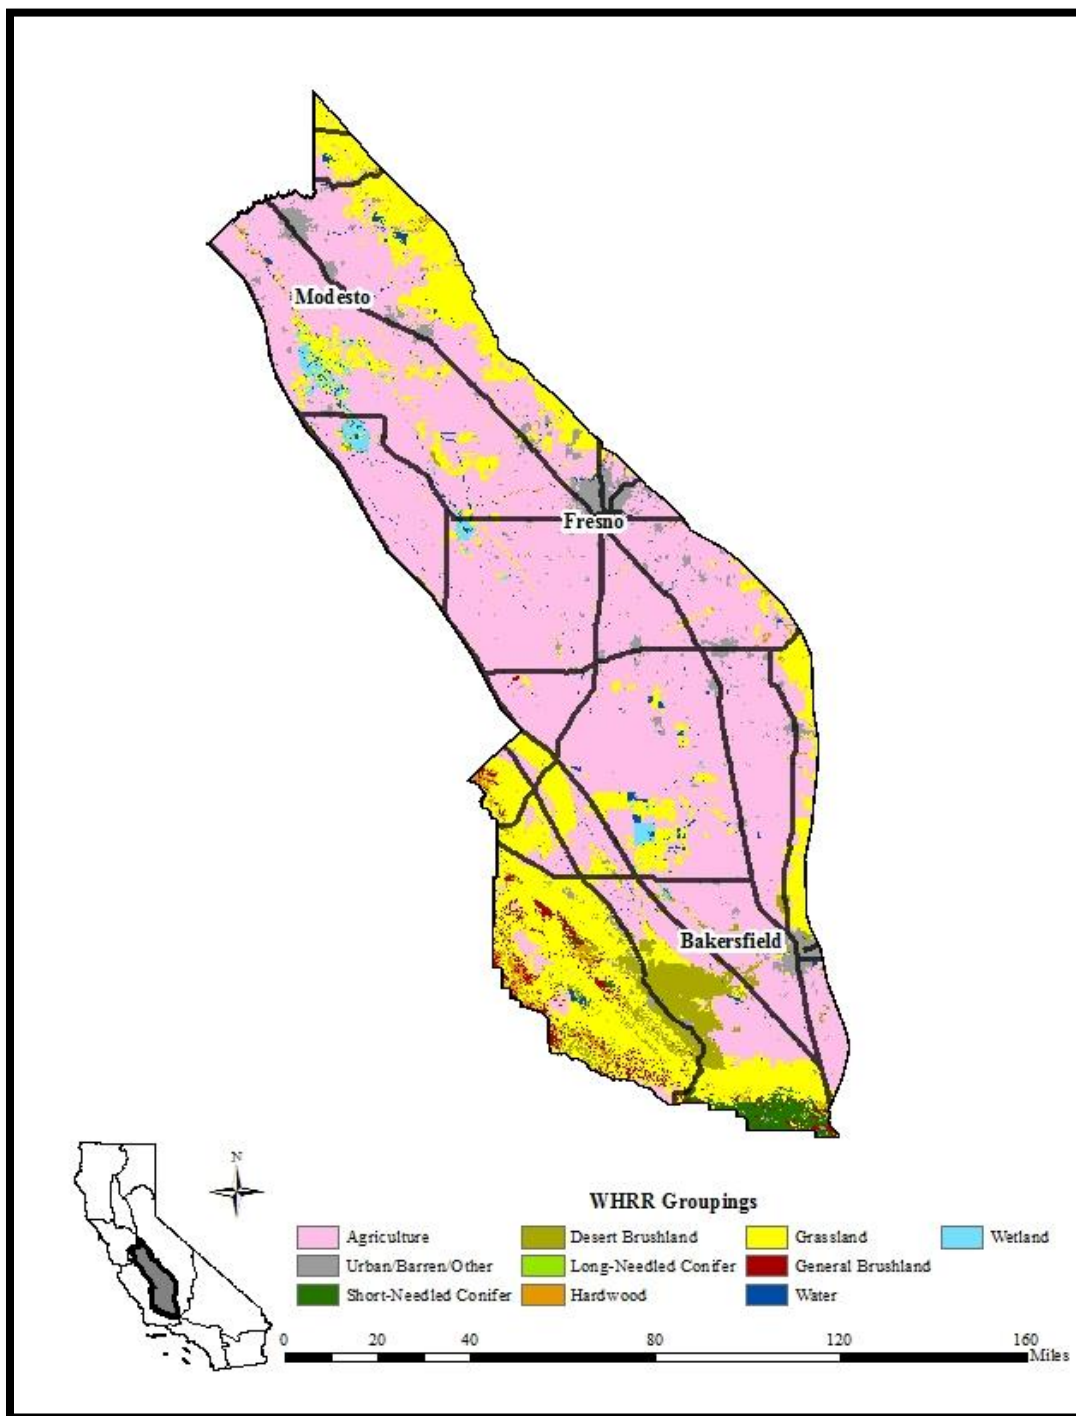 Modesto
Fresno
Bakersfield
N
WHRR Groupings
Agriculture
Desert Brushland
Grassland
Wetland
Urban/Barren/Other
Long-Needled Conifer
General Brushland
Short-Needled Conifer
Hardwood
Water
0 20 40 80 120 160
Miles